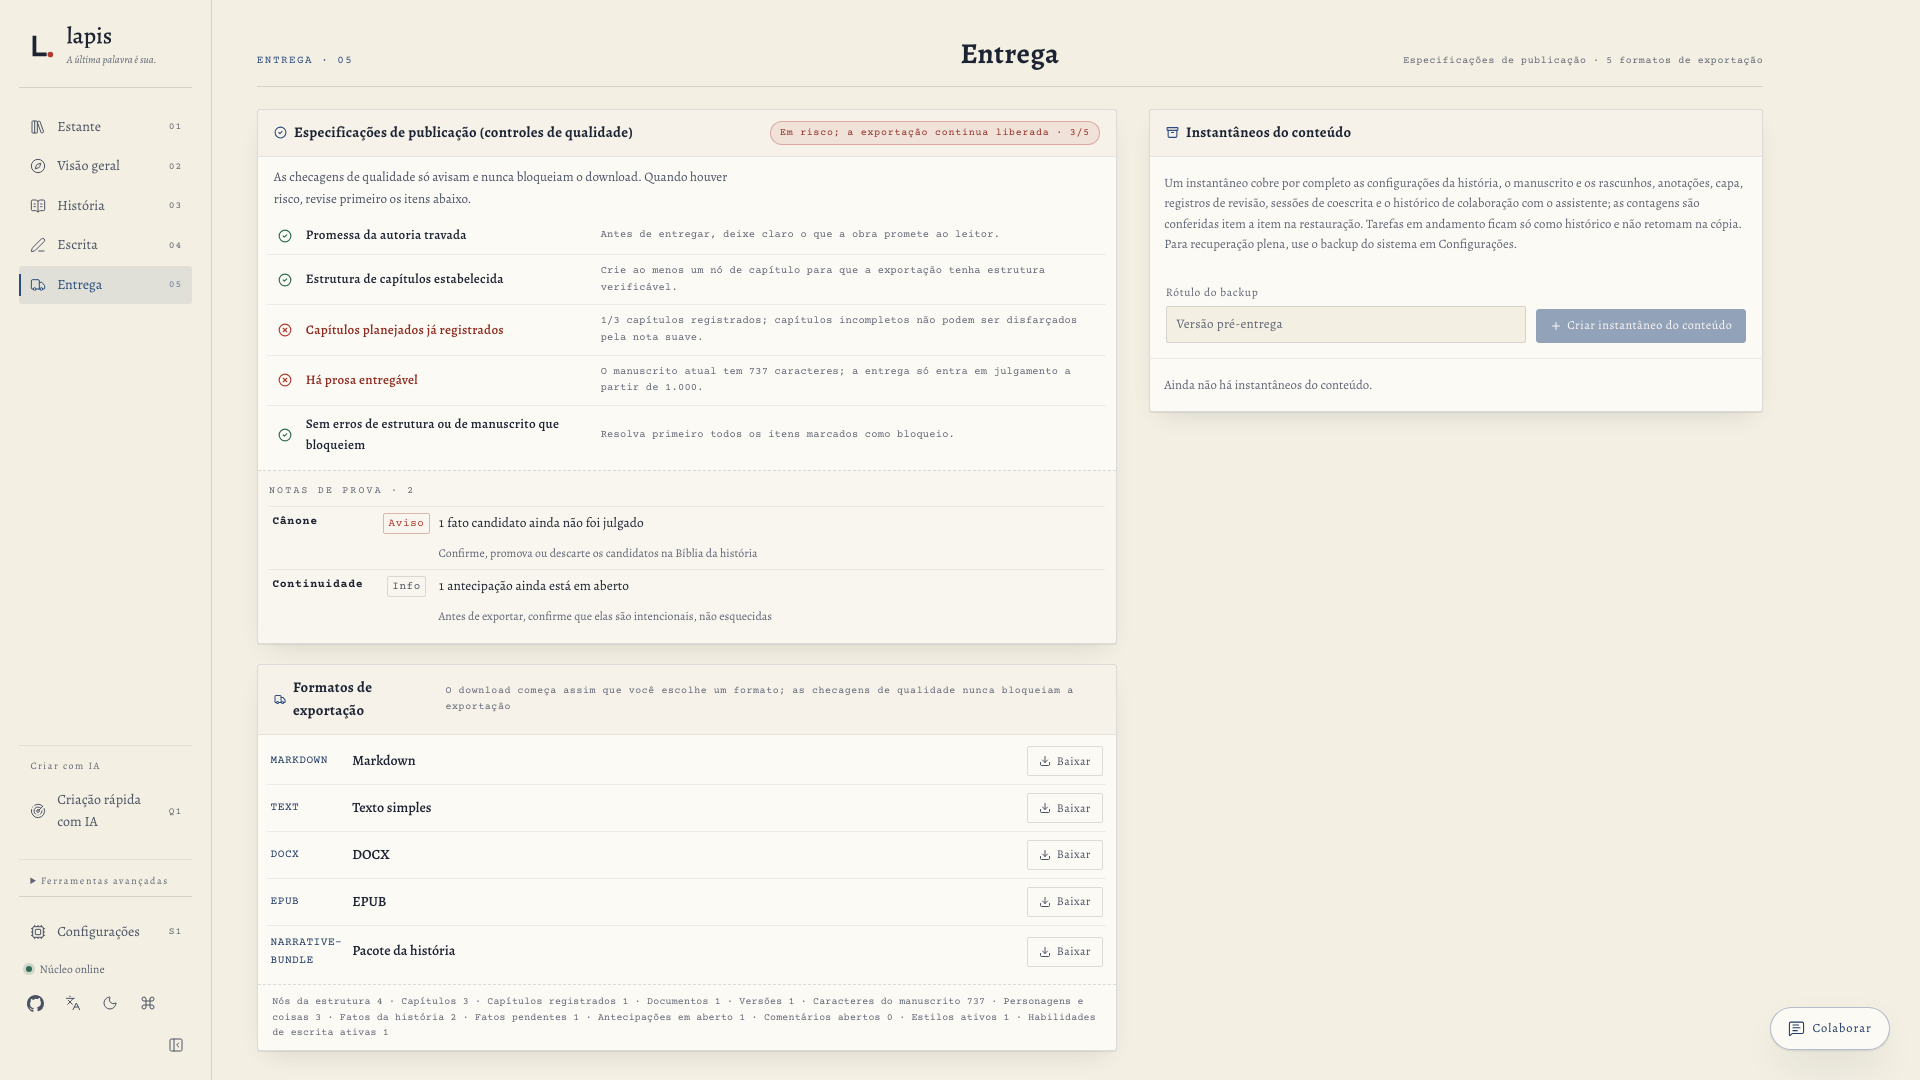 L.
lapis
A última palavra é sua.
Estante 01
Visão geral 02
História 03
Escrita 04
Entrega 05
Criar com IA
Criação rápida
com IA
Q1
Ferramentas avançadas
Configurações S1
Núcleo online
ENTREGA · 05
Entrega
Especificações de publicação · 5 formatos de exportação
Especificações de publicação (controles de qualidade)
Em risco; a exportação continua liberada · 3/5
As checagens de qualidade só avisam e nunca bloqueiam o download. Quando houver
risco, revise primeiro os itens abaixo.
Promessa da autoria travada
Antes de entregar, deixe claro o que a obra promete ao leitor.
Estrutura de capítulos estabelecida
Crie ao menos um nó de capítulo para que a exportação tenha estrutura
verificável.
Capítulos planejados já registrados
1/3 capítulos registrados; capítulos incompletos não podem ser disfarçados
pela nota suave.
Há prosa entregável
O manuscrito atual tem 737 caracteres; a entrega só entra em julgamento a
partir de 1.000.
Sem erros de estrutura ou de manuscrito que
bloqueiem
Resolva primeiro todos os itens marcados como bloqueio.
NOTAS DE PROVA · 2
Cânone
Aviso
1 fato candidato ainda não foi julgado
Confirme, promova ou descarte os candidatos na Bíblia da história
Continuidade
Info
1 antecipação ainda está em aberto
Antes de exportar, confirme que elas são intencionais, não esquecidas
Formatos de
exportação
O download começa assim que você escolhe um formato; as checagens de qualidade nunca bloqueiam a
exportação
MARKDOWN Markdown Baixar
TEXT Texto simples Baixar
DOCX DOCX Baixar
EPUB EPUB Baixar
NARRATIVE-
BUNDLE
Pacote da história Baixar
Nós da estrutura 4 · Capítulos 3 · Capítulos registrados 1 · Documentos 1 · Versões 1 · Caracteres do manuscrito 737 · Personagens e
coisas 3 · Fatos da história 2 · Fatos pendentes 1 · Antecipações em aberto 1 · Comentários abertos 0 · Estilos ativos 1 · Habilidades
de escrita ativas 1
Instantâneos do conteúdo
Um instantâneo cobre por completo as configurações da história, o manuscrito e os rascunhos, anotações, capa,
registros de revisão, sessões de coescrita e o histórico de colaboração com o assistente; as contagens são
conferidas item a item na restauração. Tarefas em andamento ficam só como histórico e não retomam na cópia.
Para recuperação plena, use o backup do sistema em Configurações.
Rótulo do backup
Versão pré-entrega
Criar instantâneo do conteúdo
Ainda não há instantâneos do conteúdo.
Colaborar